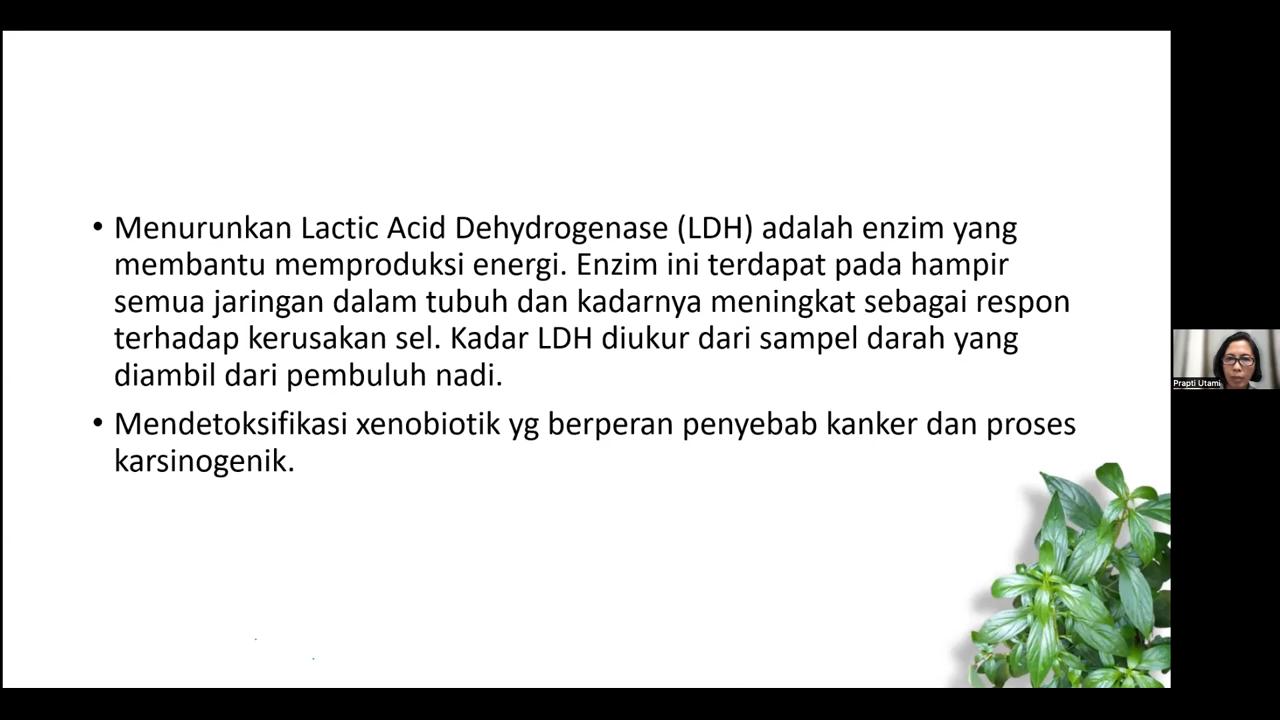 • Menurunkan Lactic Acid Dehydrogenase (LDH) adalah enzim yang
membantu memproduksi energi. Enzim ini terdapat pada hampir
semua jaringan dalam tubuh dan kadarnya meningkat sebagai respon
terhadap kerusakan sel. Kadar LDH diukur dari sampel darah yang
diambil dari pembuluh nadi.
• Mendetoksifikasi xenobiotik yg berperan penyebab kanker dan proses
karsinogenik.
Prapti Utami